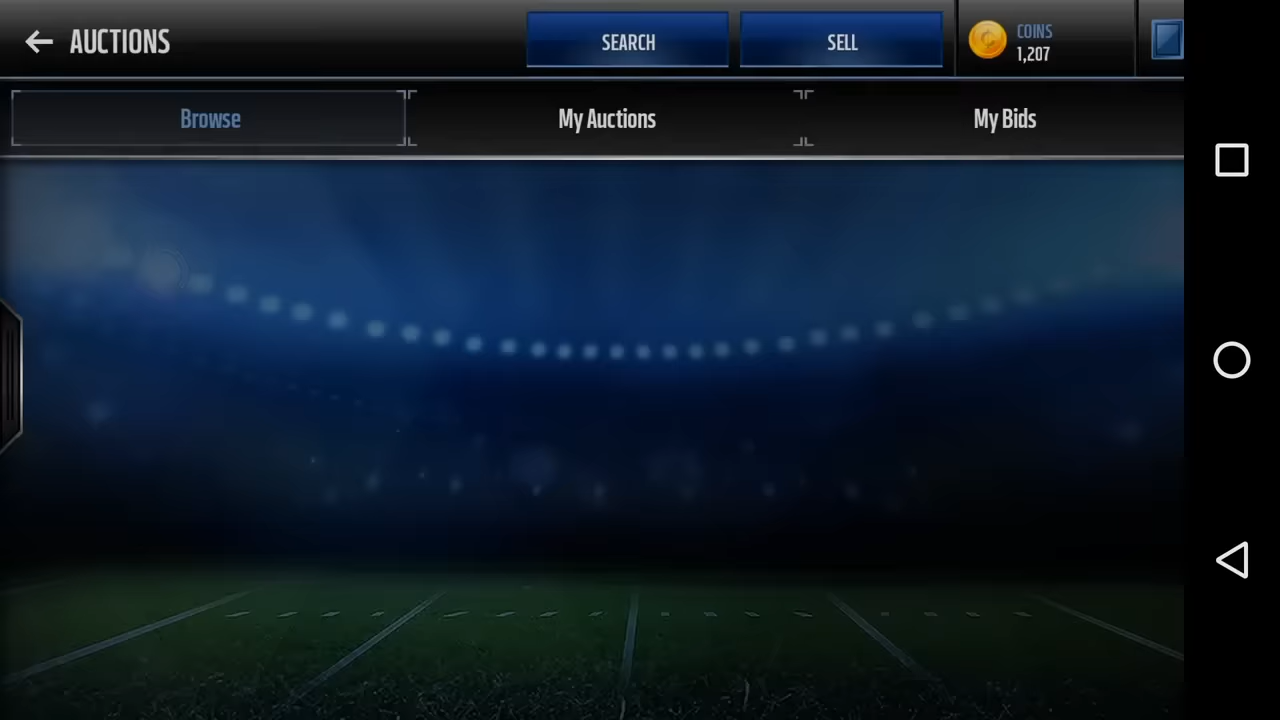 AUCTIONS
SEARCH
SELL
COINS
1,207
Browse
My Auctions
My Bids